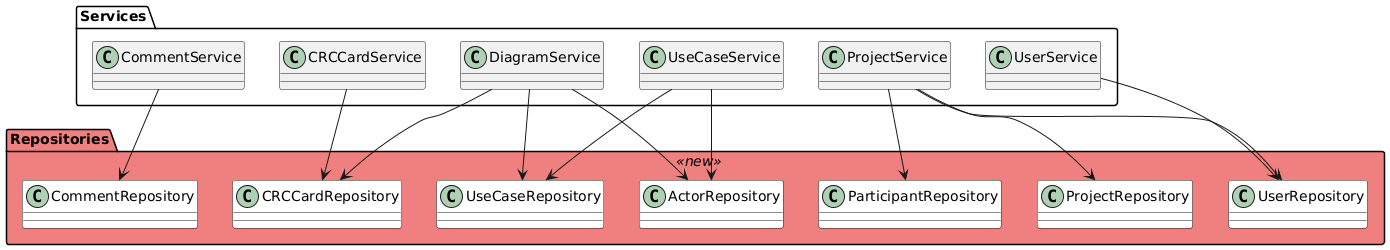 Services
C CommentService
C CRCCardService
C DiagramService
C UseCaseService
C ProjectService
C UserService
Repositories
«new»
C CommentRepository
C CRCCardRepository
C UseCaseRepository
C ActorRepository
C ParticipantRepository
C ProjectRepository
C UserRepository